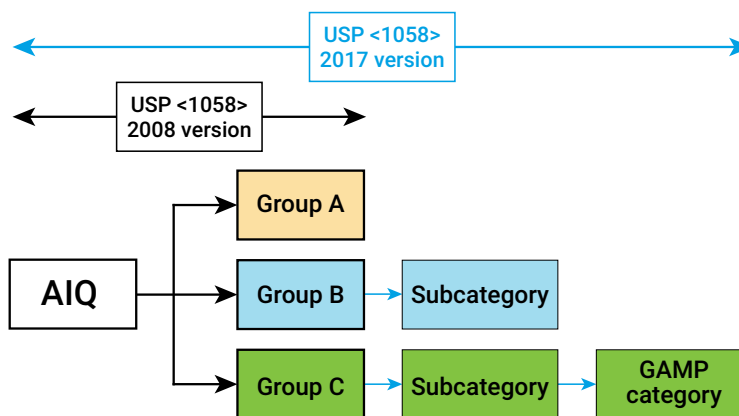 USP <1058>
2017 version
USP <1058>
2008 version
Group A
AIQ
Group B
Subcategory
Group C
Subcategory
GAMP
category